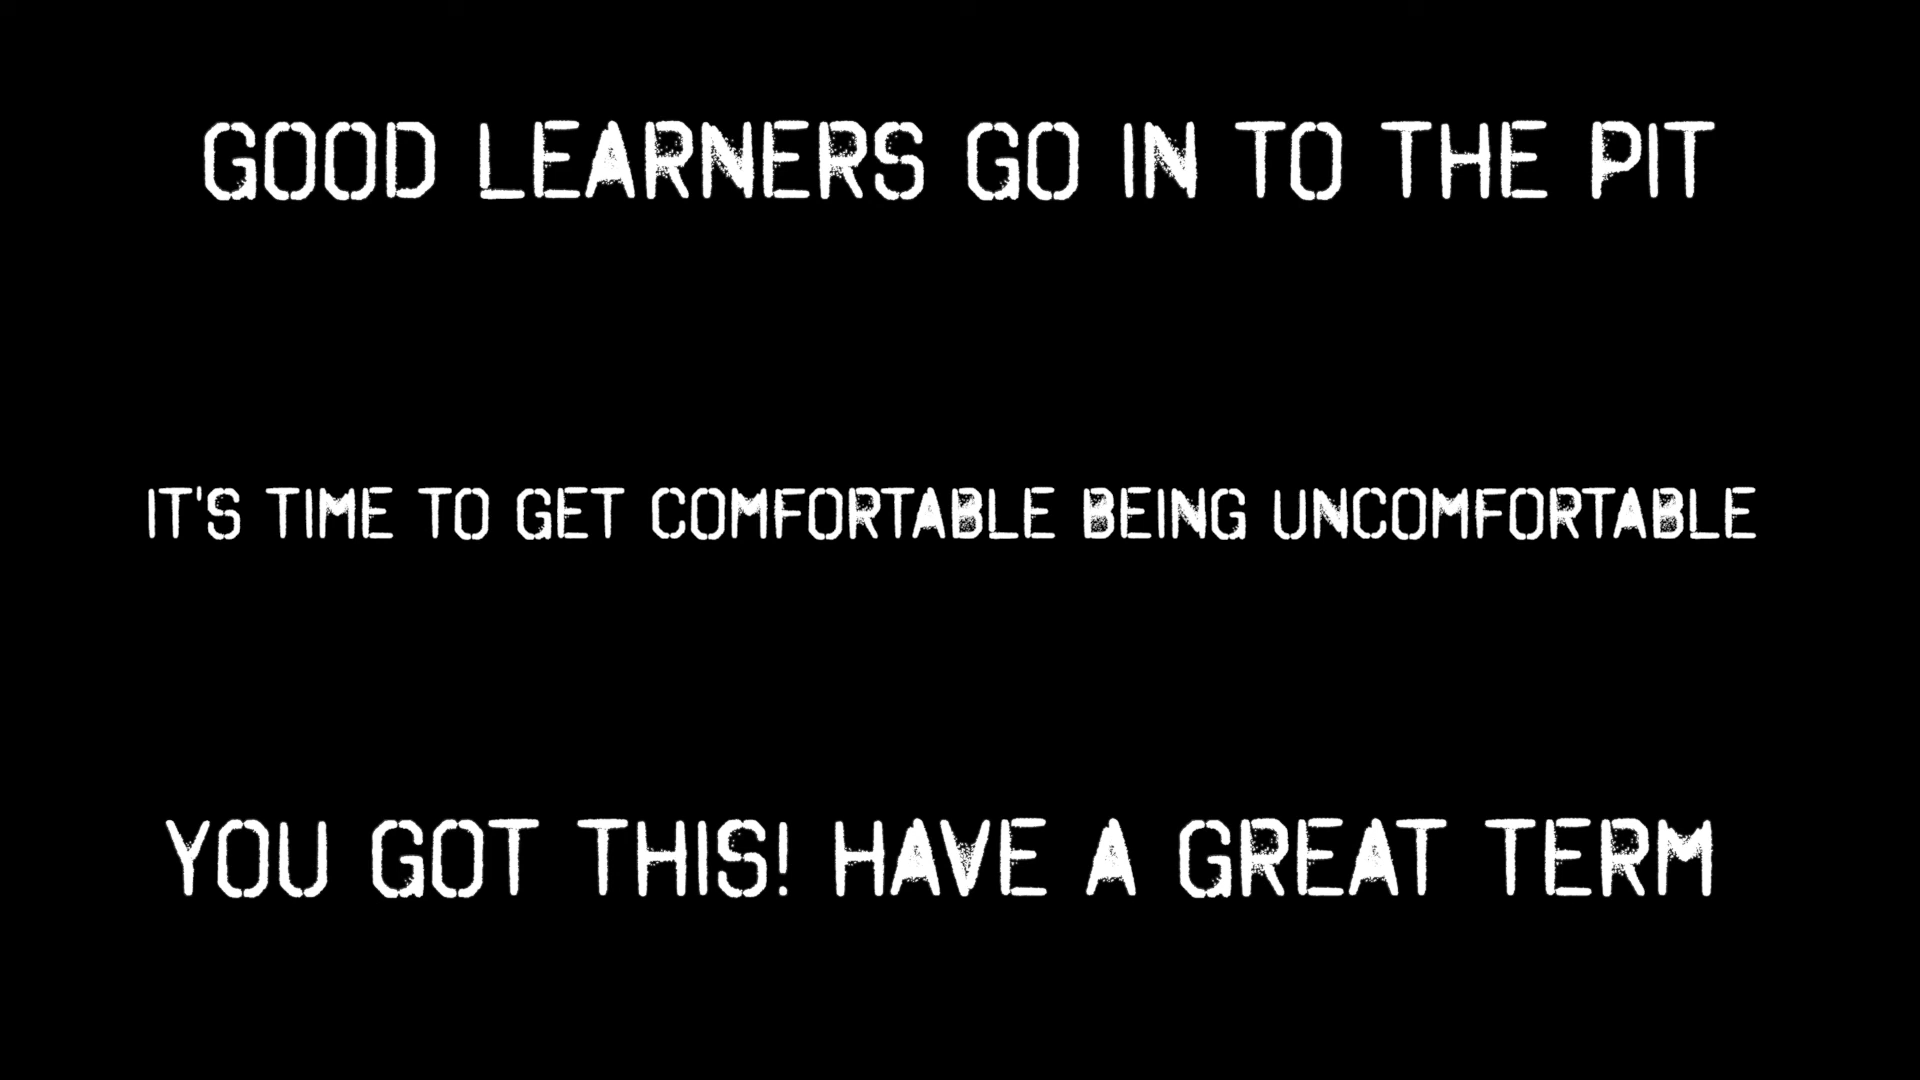 GOOD LEARNERS GO IN TO THE PIT
IT'S TIME TO GET COMFORTABLE BEING UNCOMFORTABLE
YOU GOT THIS! HAVE A GREAT TERM